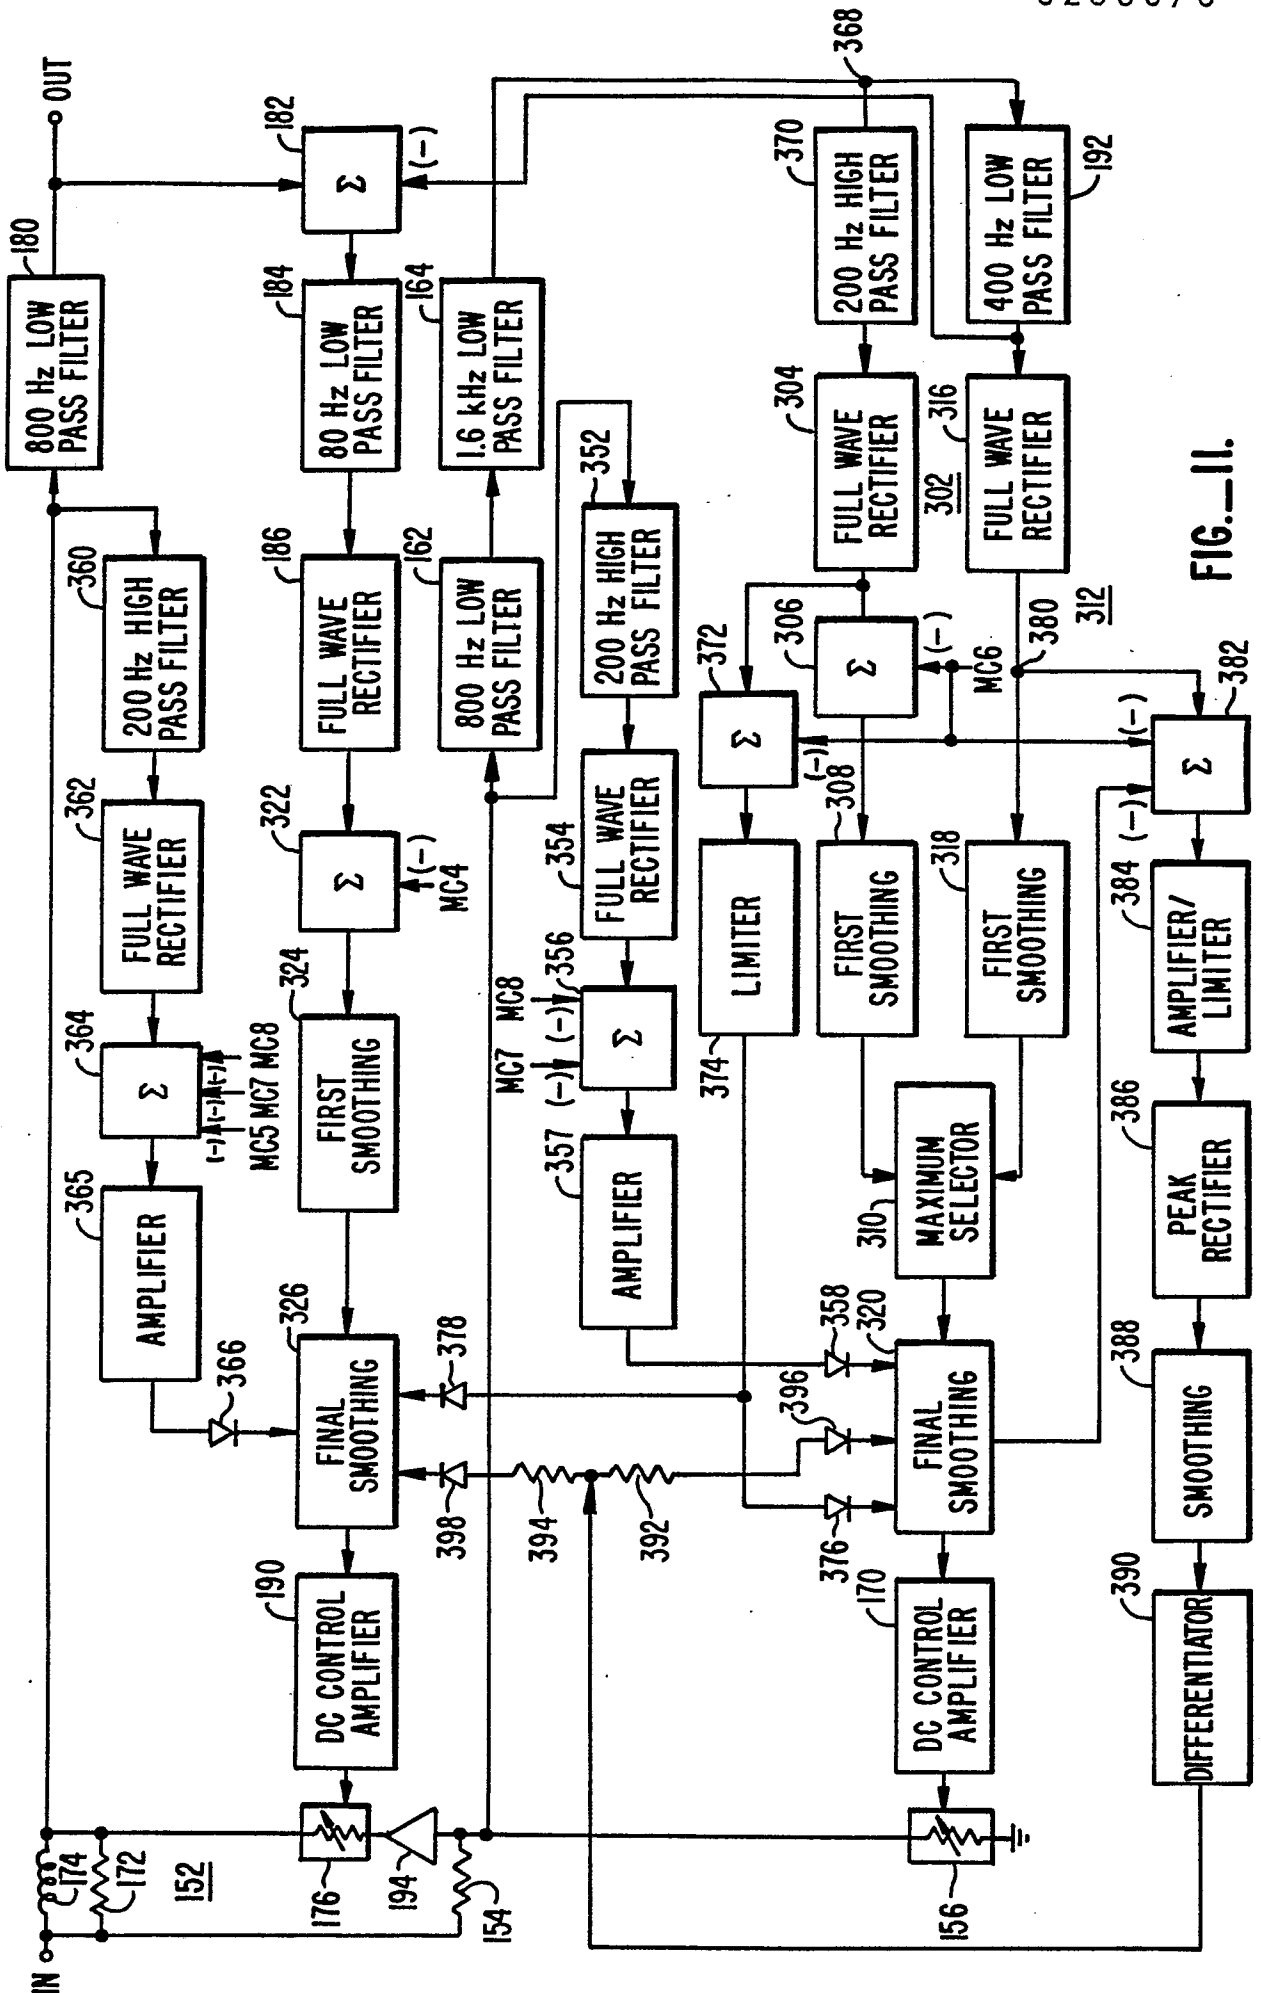 IN
OUT
174
172
152
154
194
176
180
800 Hz LOW
PASS FILTER
360
200 Hz HIGH
PASS FILTER
362
FULL WAVE
RECTIFIER
364
Σ
(-) (-) (-)
MC5 MC7 MC8
365
AMPLIFIER
366
182
Σ
(-)
184
80 Hz LOW
PASS FILTER
186
FULL WAVE
RECTIFIER
322
Σ
(-)
MC4
324
FIRST
SMOOTHING
326
FINAL
SMOOTHING
190
DC CONTROL
AMPLIFIER
378
398
394
392
164
1.6 kHz LOW
PASS FILTER
162
800 Hz LOW
PASS FILTER
352
200 Hz HIGH
PASS FILTER
354
FULL WAVE
RECTIFIER
356
Σ
MC7 MC8
(-) (-)
357
AMPLIFIER
358
396
376
368
370
200 Hz HIGH
PASS FILTER
304
FULL WAVE
RECTIFIER
302
372
Σ
(-)
306
Σ
(-)
MC6
374
LIMITER
308
FIRST
SMOOTHING
310
MAXIMUM
SELECTOR
320
FINAL
SMOOTHING
170
DC CONTROL
AMPLIFIER
156
192
400 Hz LOW
PASS FILTER
316
FULL WAVE
RECTIFIER
312
380
318
FIRST
SMOOTHING
382
Σ
(-) (-)
384
AMPLIFIER/
LIMITER
386
PEAK
RECTIFIER
388
SMOOTHING
390
DIFFERENTIATOR
FIG._11.